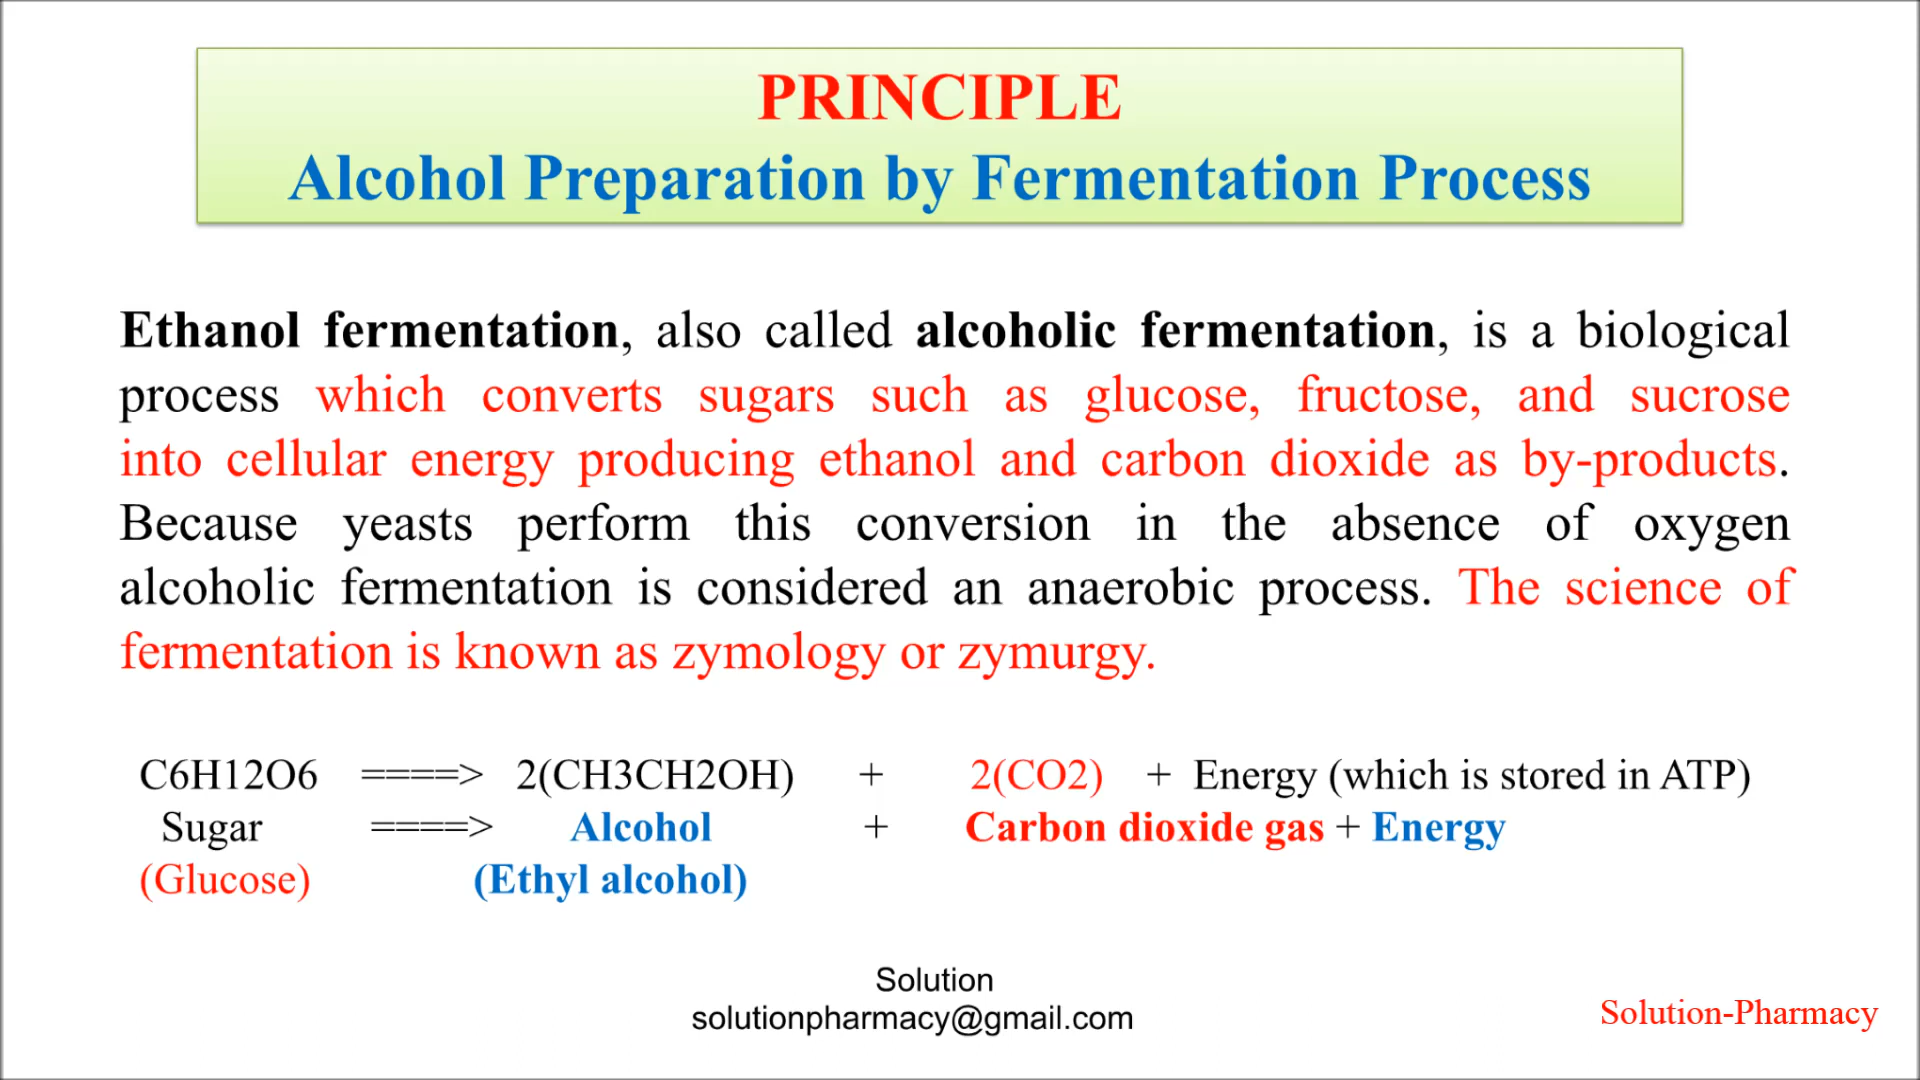 PRINCIPLE
Alcohol Preparation by Fermentation Process
Ethanol fermentation, also called alcoholic fermentation, is a biological
process which converts sugars such as glucose, fructose, and sucrose
into cellular energy producing ethanol and carbon dioxide as by-products.
Because yeasts perform this conversion in the absence of oxygen
alcoholic fermentation is considered an anaerobic process. The science of
fermentation is known as zymology or zymurgy.
C6H12O6 ====> 2(CH3CH2OH) + 2(CO2) + Energy (which is stored in ATP)
Sugar ====> Alcohol + Carbon dioxide gas + Energy
(Glucose) (Ethyl alcohol)
Solution
solutionpharmacy@gmail.com
Solution-Pharmacy